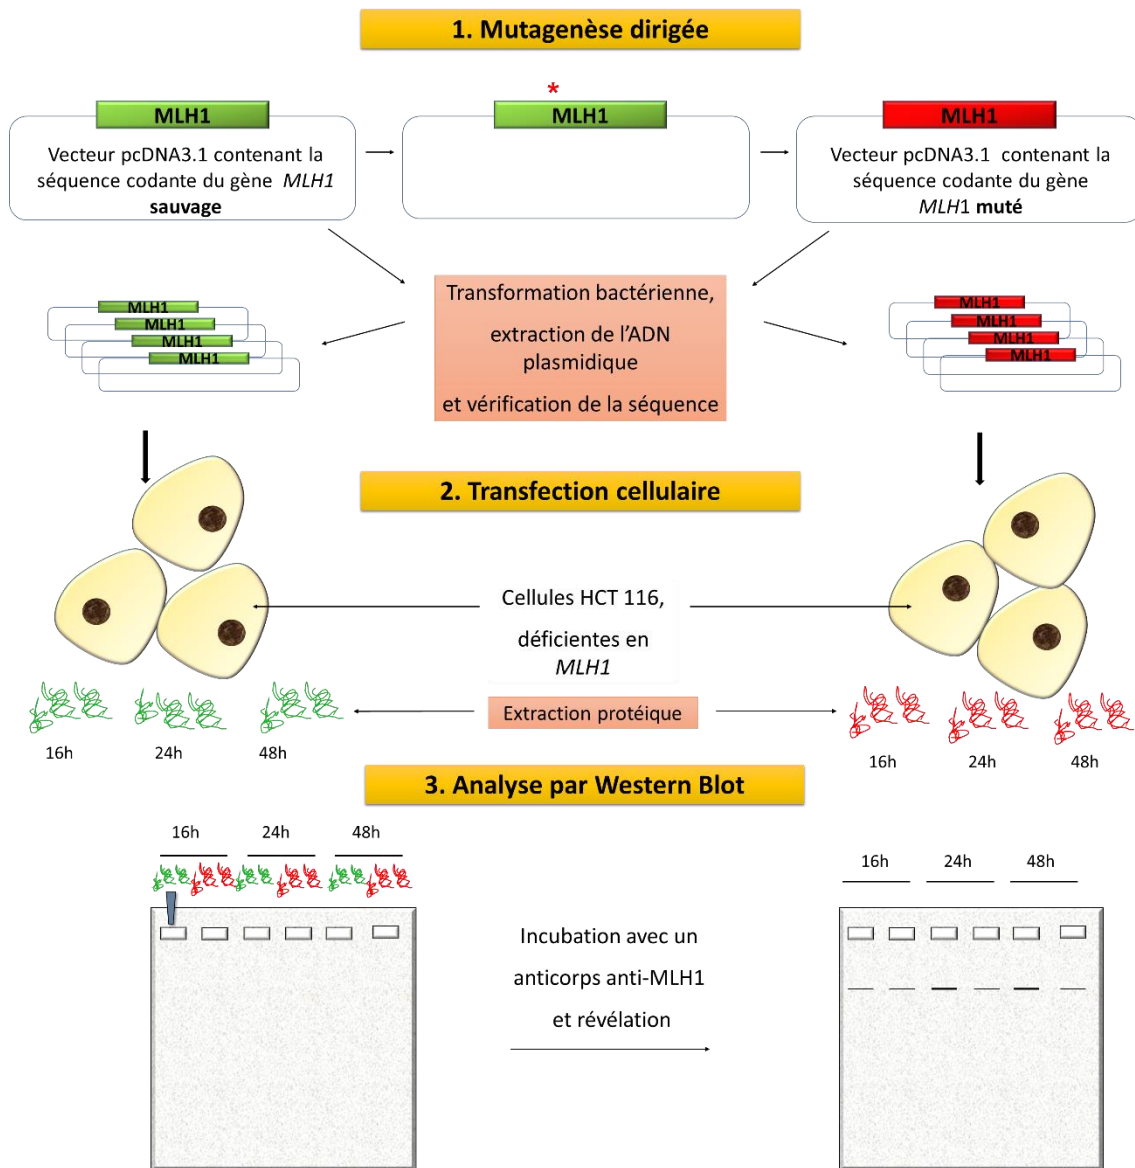 1. Mutagenèse dirigée
*
MLH1
MLH1
MLH1
Vecteur pcDNA3.1 contenant la
séquence codante du gène MLH1
sauvage
Vecteur pcDNA3.1 contenant la
séquence codante du gène
MLH1 muté
Transformation bactérienne,
extraction de l'ADN
plasmidique
et vérification de la séquence
MLH1
MLH1
MLH1
MLH1
MLH1
MLH1
MLH1
MLH1
2. Transfection cellulaire
Cellules HCT 116,
déficientes en
MLH1
Extraction protéique
16h
24h
48h
16h
24h
48h
3. Analyse par Western Blot
16h
24h
48h
Incubation avec un
anticorps anti-MLH1
et révélation
16h
24h
48h